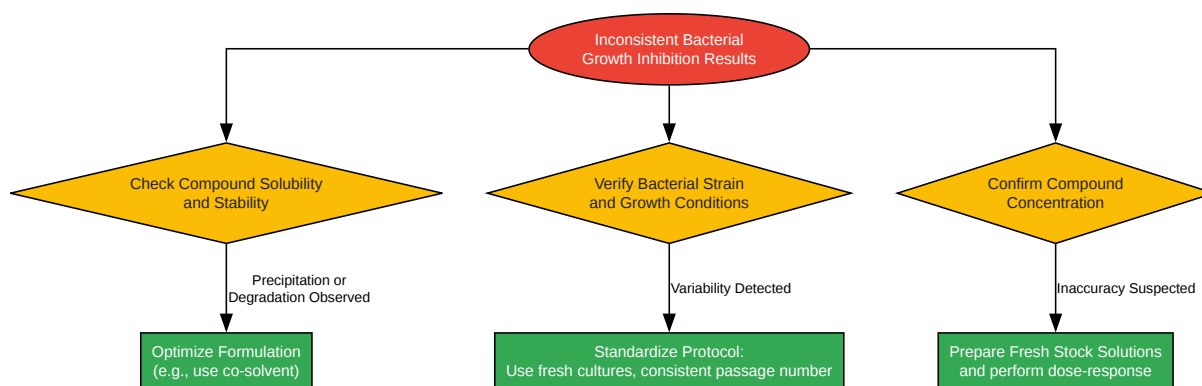 Inconsistent Bacterial
Growth Inhibition Results
Check Compound Solubility
and Stability
Verify Bacterial Strain
and Growth Conditions
Confirm Compound
Concentration
Precipitation or
Degradation Observed
Variability Detected
Inaccuracy Suspected
Optimize Formulation
(e.g., use co-solvent)
Standardize Protocol:
Use fresh cultures, consistent passage number
Prepare Fresh Stock Solutions
and perform dose-response